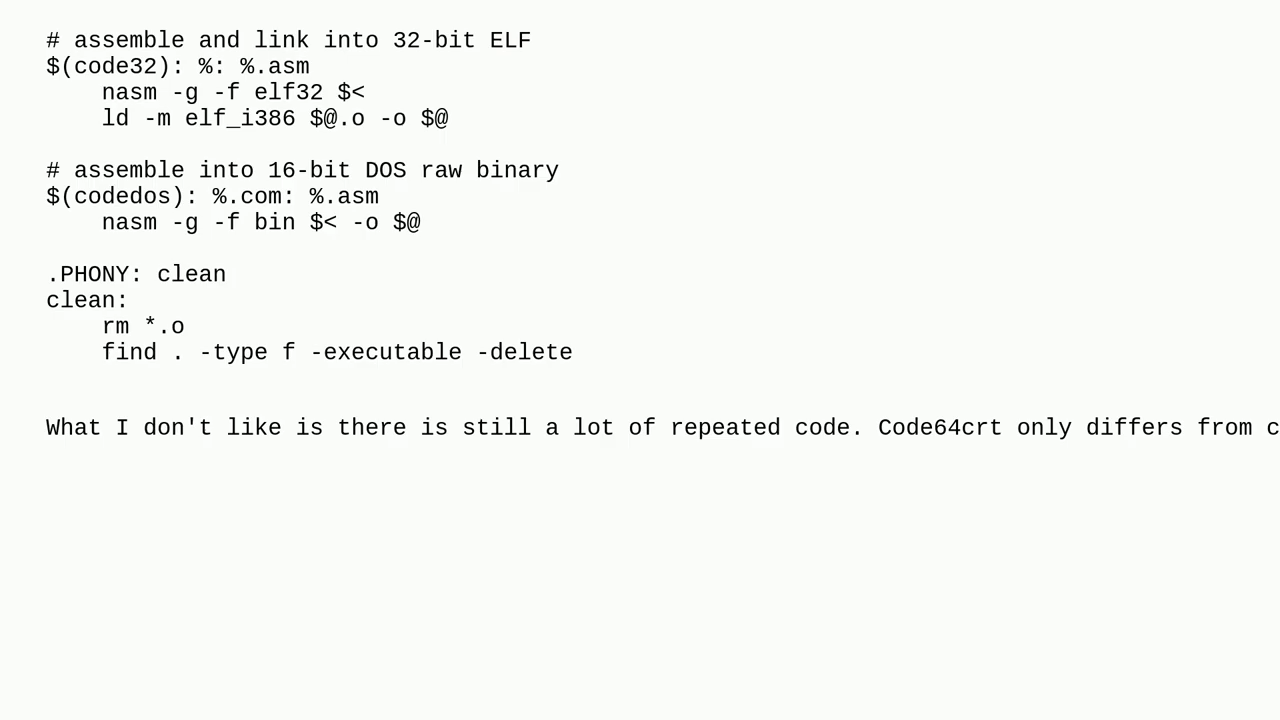 # assemble and link into 32-bit ELF
$(code32): %: %.asm
    nasm -g -f elf32 $<
    ld -m elf_i386 $@.o -o $@

# assemble into 16-bit DOS raw binary
$(codedos): %.com: %.asm
    nasm -g -f bin $< -o $@

.PHONY: clean
clean:
    rm *.o
    find . -type f -executable -delete

What I don't like is there is still a lot of repeated code. Code64crt only differs from c